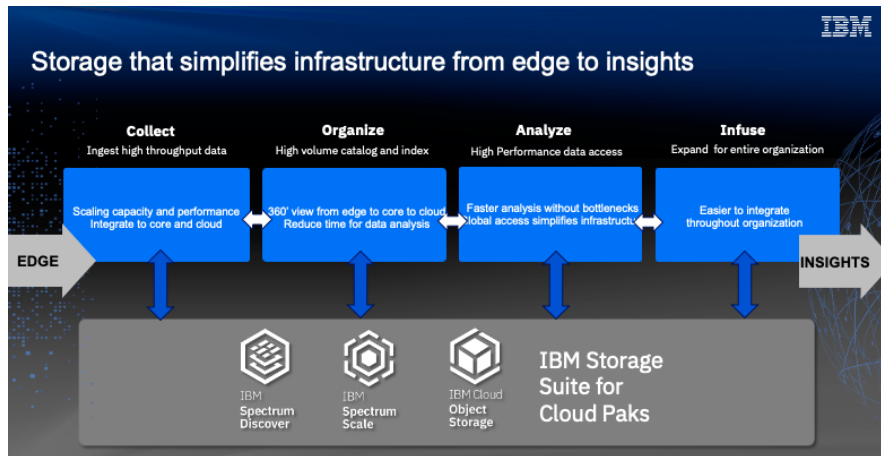 IBM
Storage that simplifies infrastructure from edge to insights
Collect
Ingest high throughput data
Organize
High volume catalog and index
Analyze
High Performance data access
Infuse
Expand for entire organization
Scaling capacity and performance
Integrate to core and cloud
360' view from edge to core to cloud
Reduce time for data analysis
Faster analysis without bottlenecks
Global access simplifies infrastructu
Easier to integrate
throughout organization
EDGE
INSIGHTS
IBM
Spectrum
Discover
IBM
Spectrum
Scale
IBM Cloud
Object
Storage
IBM Storage
Suite for
Cloud Paks